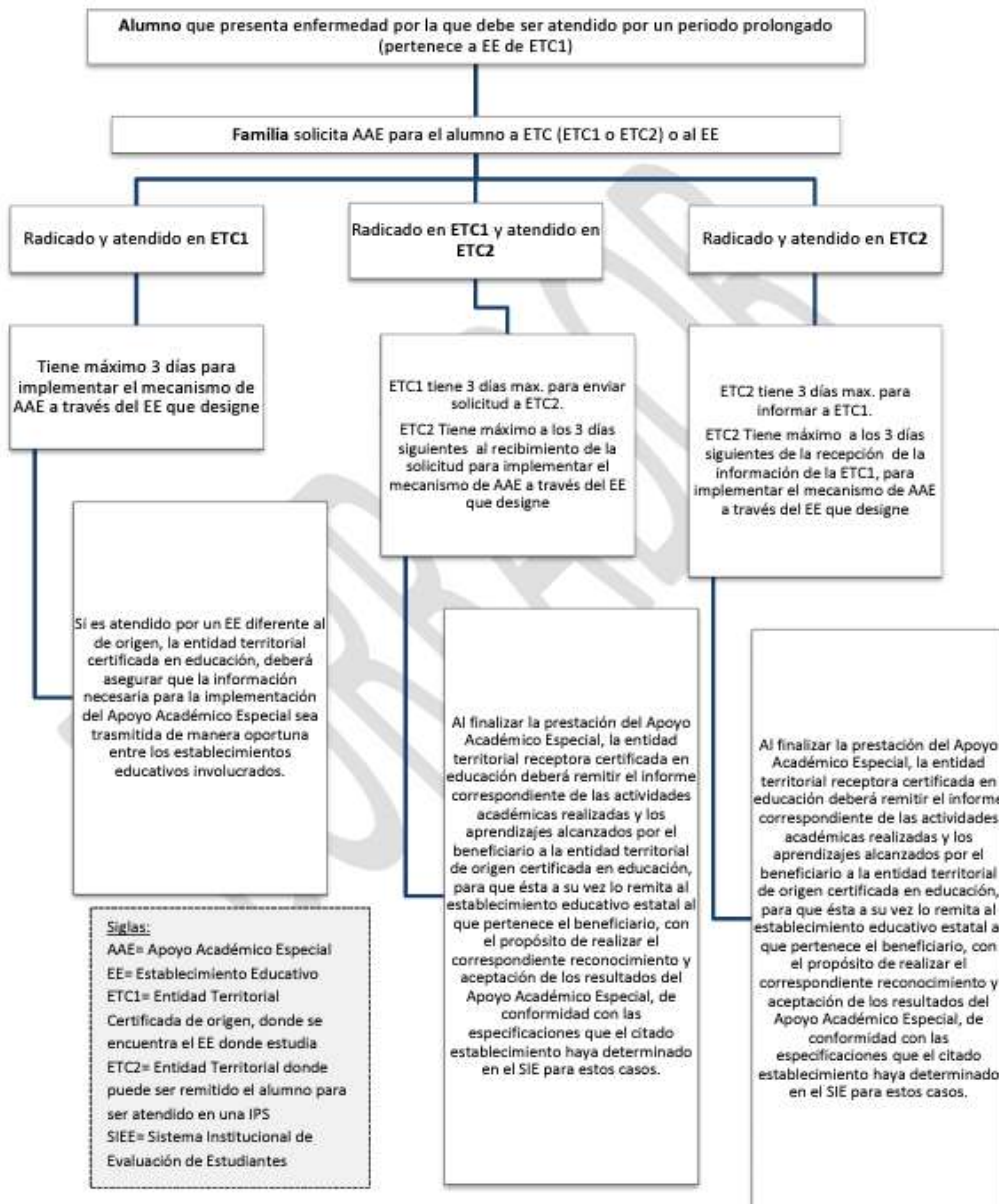 Alumno que presenta enfermedad por la que debe ser atendido por un periodo prolongado
(pertenece a EE de ETC1)
Familia solicita AAE para el alumno a ETC (ETC1 o ETC2) o al EE
Radicado y atendido en ETC1
Radicado en ETC1 y atendido en
ETC2
Radicado y atendido en ETC2
Tiene máximo 3 días para
implementar el mecanismo de
AAE a través del EE que designe
ETC1 tiene 3 días max. para enviar
solicitud a ETC2.
ETC2 Tiene máximo a los 3 días
siguientes al recibimiento de la
solicitud para implementar el
mecanismo de AAE a través del EE
que designe
ETC2 tiene 3 días max. para
informar a ETC1.
ETC2 Tiene máximo a los 3 días
siguientes de la recepción de la
información de la ETC1, para
implementar el mecanismo de AAE
a través del EE que designe
Si es atendido por un EE diferente al
de origen, la entidad territorial
certificada en educación, deberá
asegurar que la información
necesaria para la implementación
del Apoyo Académico Especial sea
trasmitida de manera oportuna
entre los establecimientos
educativos involucrados.
Al finalizar la prestación del Apoyo
Académico Especial, la entidad
territorial receptora certificada en
educación deberá remitir el informe
correspondiente de las actividades
académicas realizadas y los
aprendizajes alcanzados por el
beneficiario a la entidad territorial
de origen certificada en educación,
para que ésta a su vez lo remita al
establecimiento educativo estatal al
que pertenece el beneficiario, con
el propósito de realizar el
correspondiente reconocimiento y
aceptación de los resultados del
Apoyo Académico Especial, de
conformidad con las
especificaciones que el citado
establecimiento haya determinado
en el SIE para estos casos.
Al finalizar la prestación del Apoyo
Académico Especial, la entidad
territorial receptora certificada en
educación deberá remitir el informe
correspondiente de las actividades
académicas realizadas y los
aprendizajes alcanzados por el
beneficiario a la entidad territorial
de origen certificada en educación,
para que ésta a su vez lo remita al
establecimiento educativo estatal a
que pertenece el beneficiario, con
el propósito de realizar el
correspondiente reconocimiento y
aceptación de los resultados del
Apoyo Académico Especial, de
conformidad con las
especificaciones que el citado
establecimiento haya determinado
en el SIE para estos casos.
Siglas:
AAE= Apoyo Académico Especial
EE= Establecimiento Educativo
ETC1= Entidad Territorial
Certificada de origen, donde se
encuentra el EE donde estudia
ETC2= Entidad Territorial donde
puede ser remitido el alumno para
ser atendido en una IPS
SIEE= Sistema Institucional de
Evaluación de Estudiantes